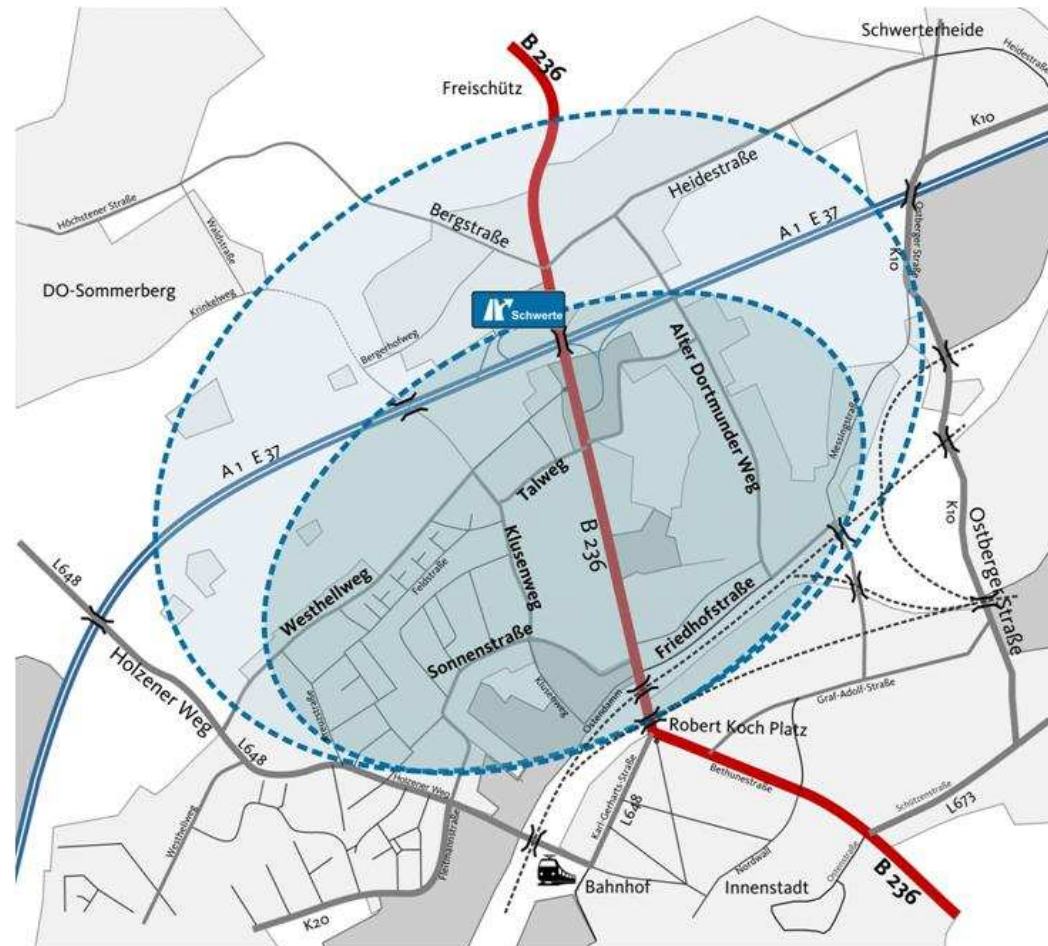 Schwerterheide
B 236
Heidestraße
Freischütz
K10
Heidestraße
Höchstener Straße
Bergstraße
Waldstraße
A 1 E 37
Ostberger Straße
K10
DO-Sommerberg
Krinkelweg
Schwerte
Bergerhofweg
Alter Dortmunder Weg
Messingstraße
A 1 E 37
Talweg
B 236
K10
Ostberger Straße
L648
Klusenweg
Feldstraße
Westhellweg
Friedhofstraße
Sonnenstraße
Holzener Weg
Klusenweg
Ostendamm
Graf-Adolf-Straße
Robert Koch Platz
L648
Holzener Weg
Bethunestraße
Schützenstraße
L673
Karl-Gerharts-Straße
L648
Westhellweg
Fleitmannstraße
Nordwall
Ostenstraße
Bahnhof
Innenstadt
B 236
K20